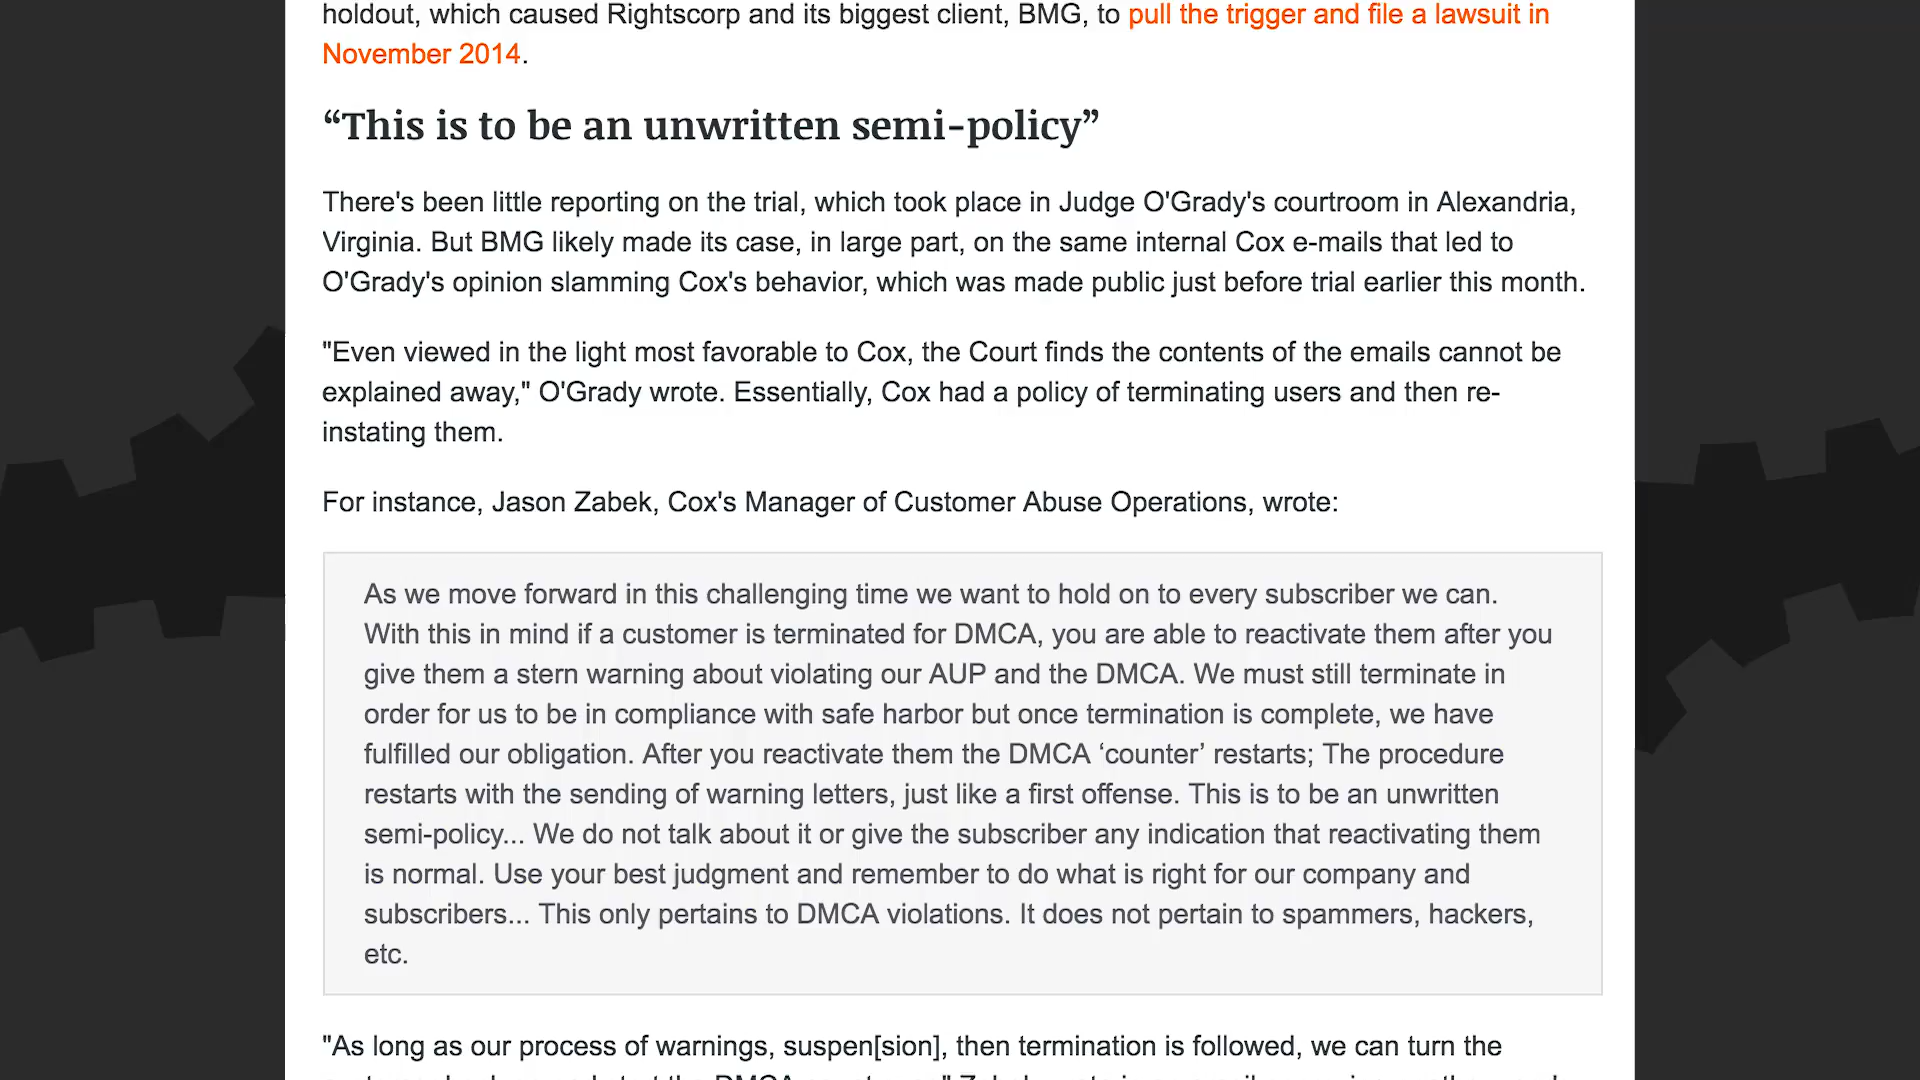 holdout, which caused Rightscorp and its biggest client, BMG, to pull the trigger and file a lawsuit in
November 2014.
“This is to be an unwritten semi-policy”
There's been little reporting on the trial, which took place in Judge O'Grady's courtroom in Alexandria,
Virginia. But BMG likely made its case, in large part, on the same internal Cox e-mails that led to
O'Grady's opinion slamming Cox's behavior, which was made public just before trial earlier this month.
"Even viewed in the light most favorable to Cox, the Court finds the contents of the emails cannot be
explained away," O'Grady wrote. Essentially, Cox had a policy of terminating users and then re-
instating them.
For instance, Jason Zabek, Cox's Manager of Customer Abuse Operations, wrote:
As we move forward in this challenging time we want to hold on to every subscriber we can.
With this in mind if a customer is terminated for DMCA, you are able to reactivate them after you
give them a stern warning about violating our AUP and the DMCA. We must still terminate in
order for us to be in compliance with safe harbor but once termination is complete, we have
fulfilled our obligation. After you reactivate them the DMCA ‘counter’ restarts; The procedure
restarts with the sending of warning letters, just like a first offense. This is to be an unwritten
semi-policy... We do not talk about it or give the subscriber any indication that reactivating them
is normal. Use your best judgment and remember to do what is right for our company and
subscribers... This only pertains to DMCA violations. It does not pertain to spammers, hackers,
etc.
"As long as our process of warnings, suspen[sion], then termination is followed, we can turn the